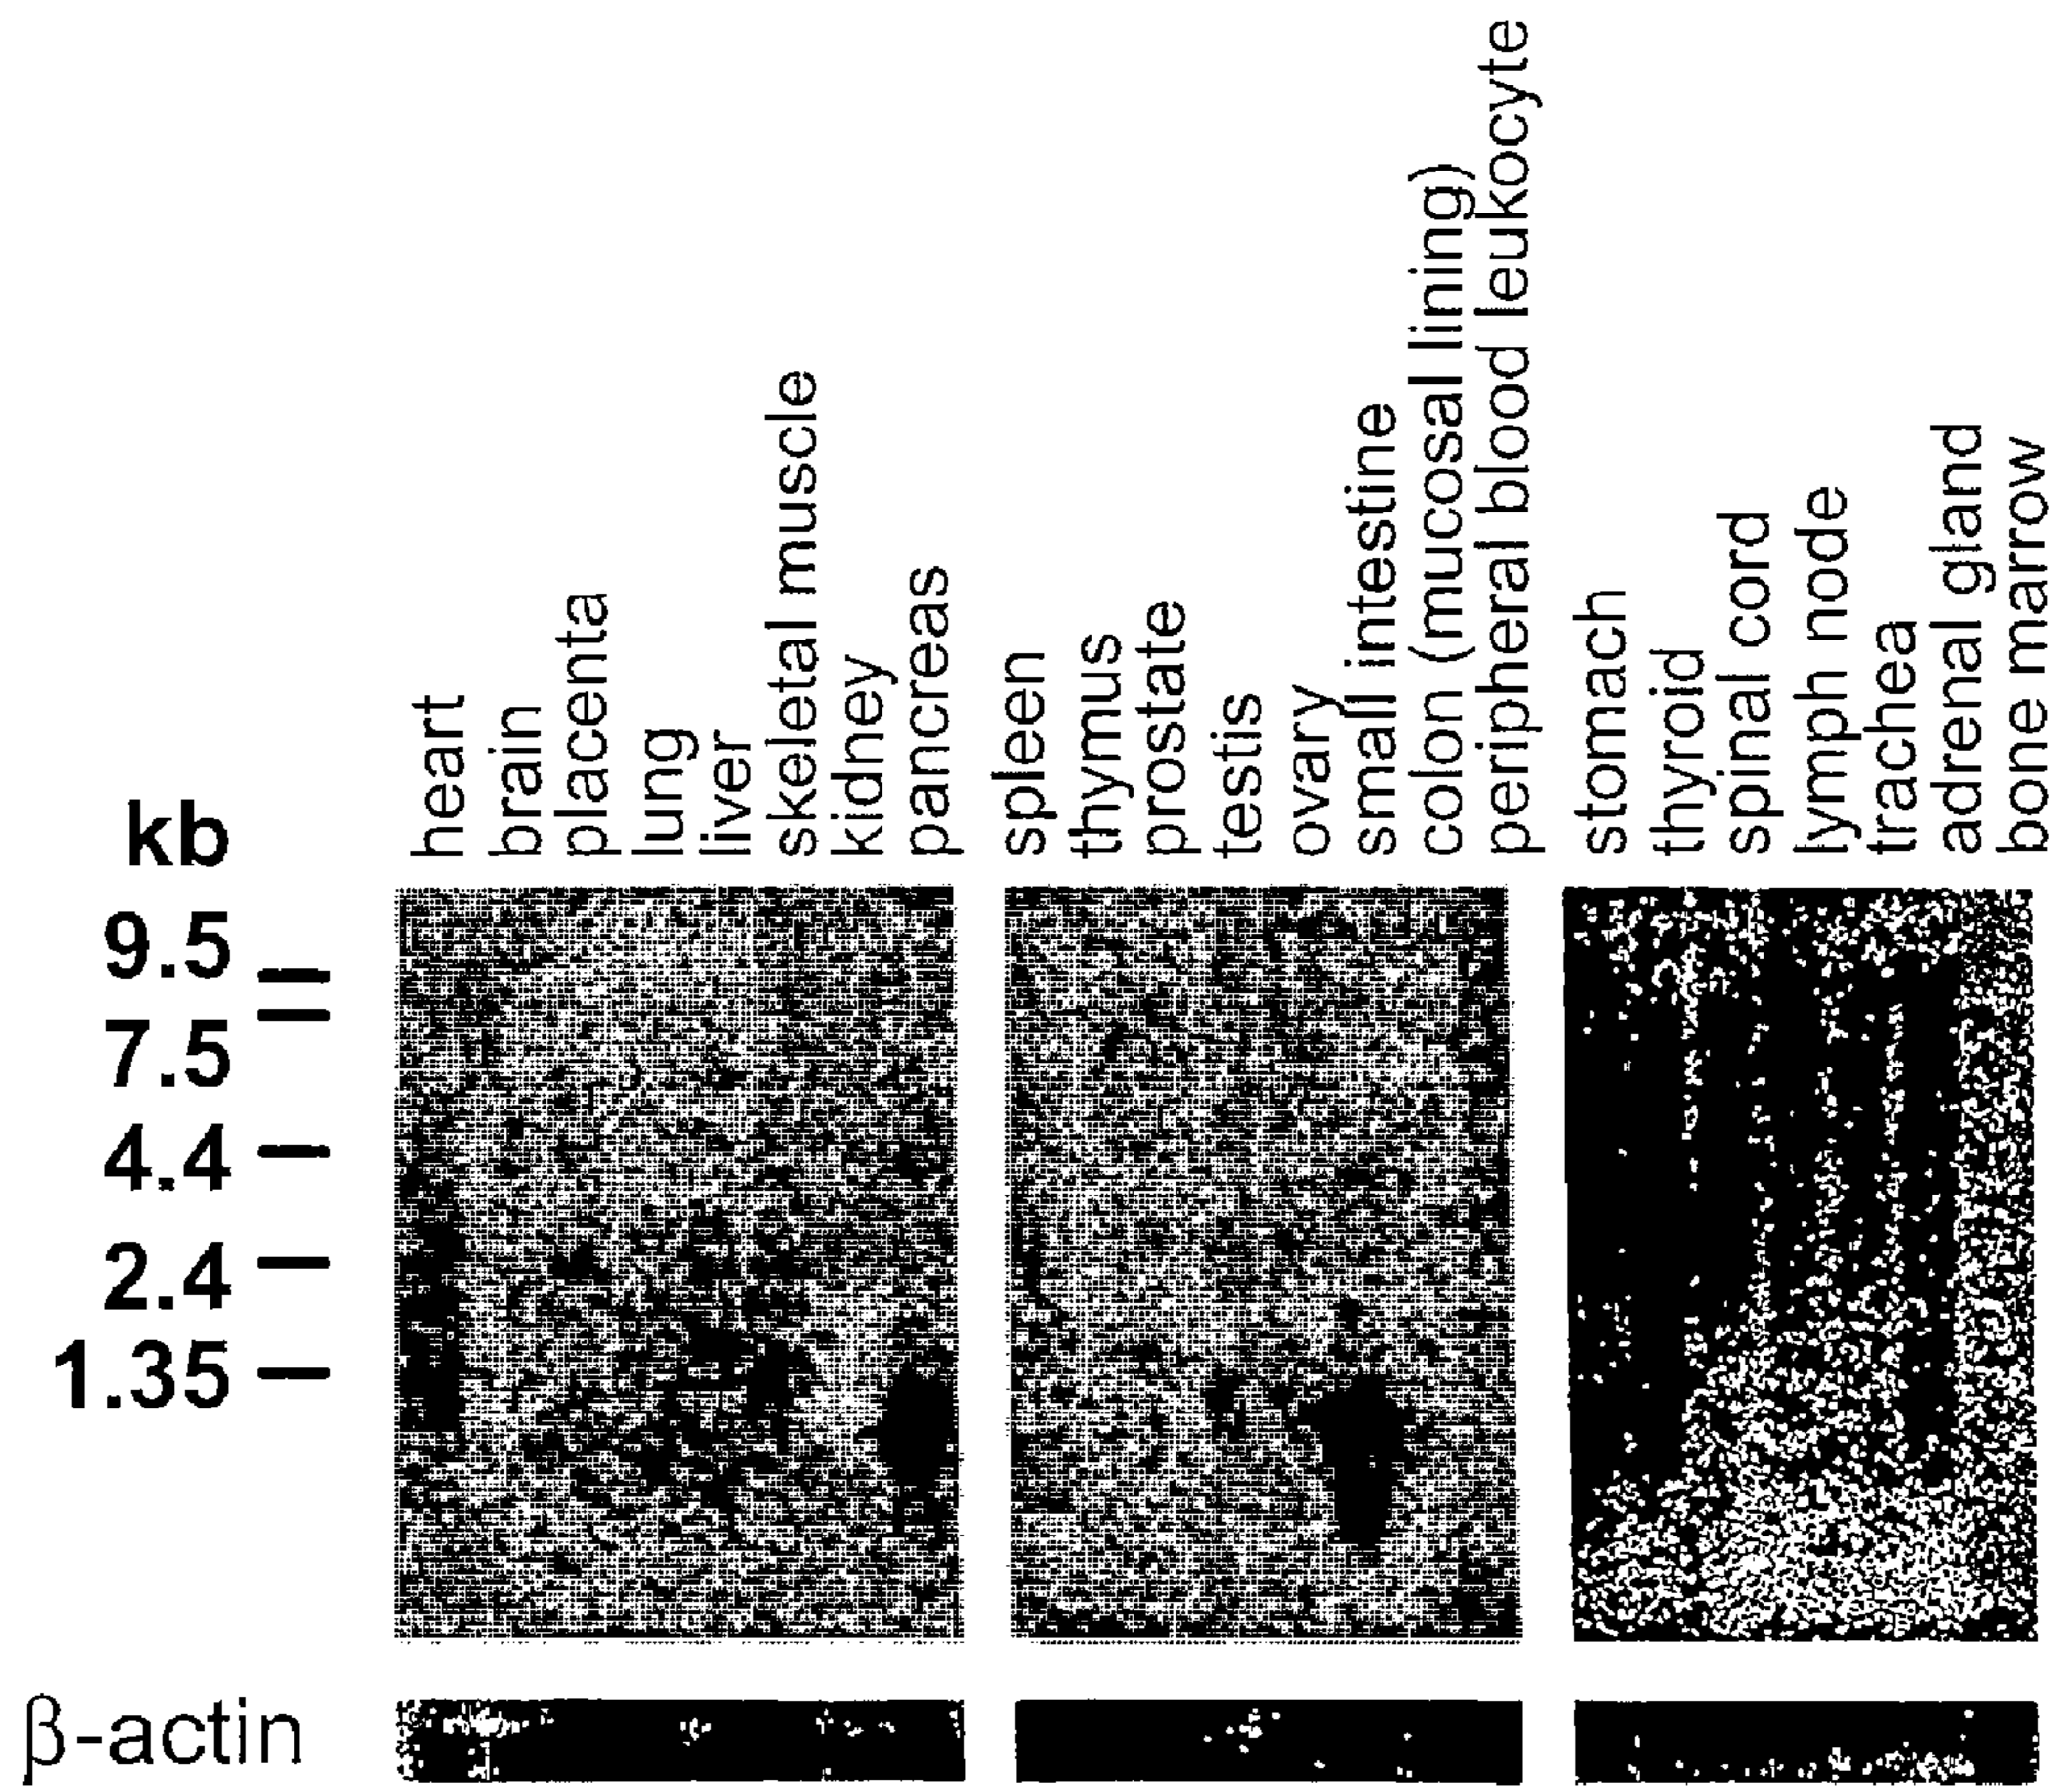 heart
brain
placenta
lung
liver
skeletal muscle
kidney
pancreas
spleen
thymus
prostate
testis
ovary
small intestine
colon (mucosal lining)
peripheral blood leukocyte
stomach
thyroid
spinal cord
lymph node
trachea
adrenal gland
bone marrow
kb
9.5
7.5
4.4
2.4
1.35
β-actin